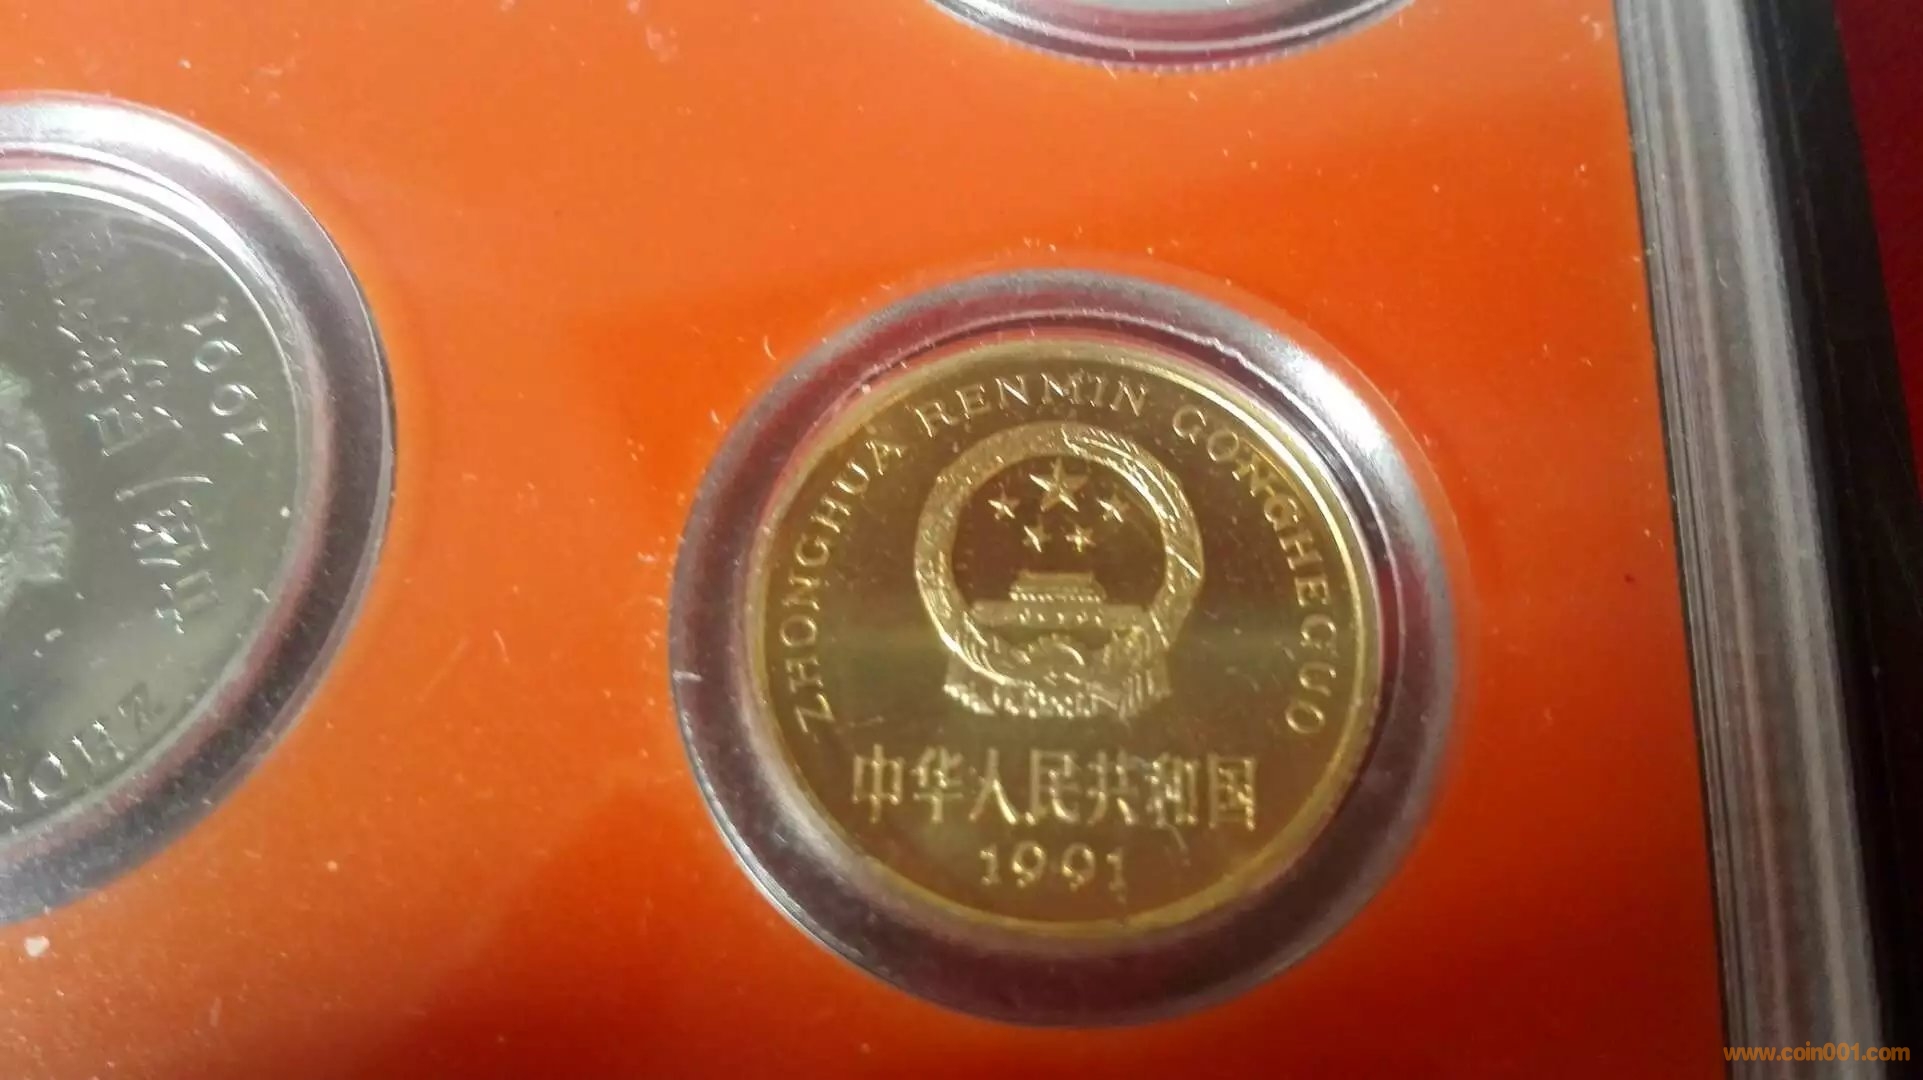 1991
ZHONGHUA RENMIN GONGHEGUO
中华人民共和国
1991
www.coin001.com